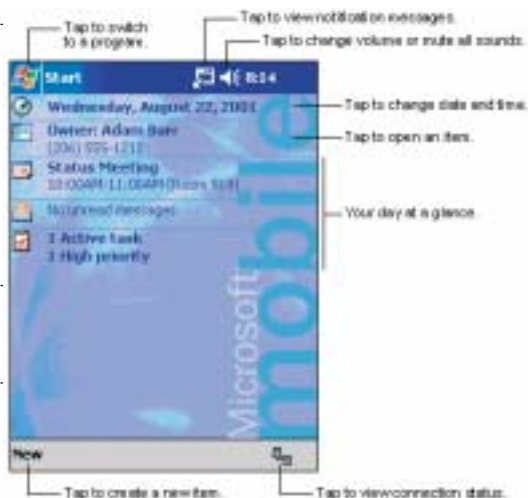 Tap to switch
to a program.
Tap to view notification messages.
Tap to change volume or mute all sounds.
Start
8:14
Wednesday, August 22, 2001
Tap to change date and time.
Owner: Adam Barr
(206) 555-1212
Tap to open an item.
Status Meeting
10:00AM-11:00AM (Room
Your day at a glance.
No unread messages
1 Active task
1 High priority
Microsoft
mobile
New
Tap to create a new item.
Tap to view connection status.